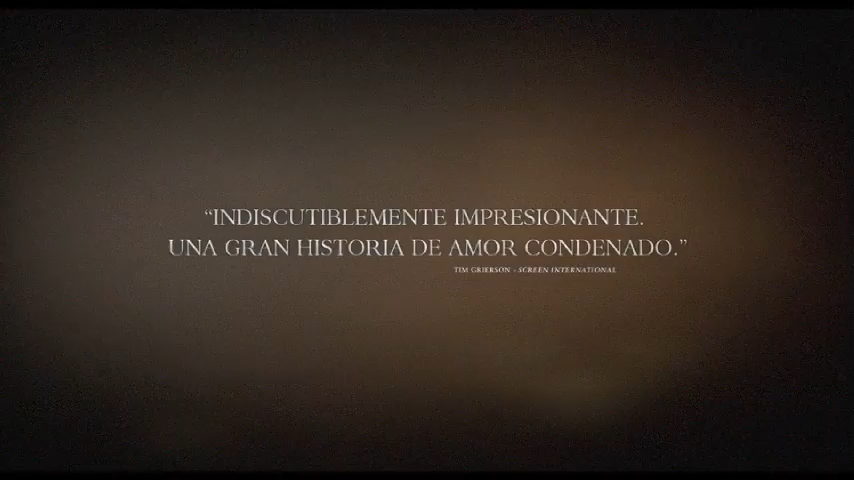 “INDISCUTIBLEMENTE IMPRESIONANTE.
UNA GRAN HISTORIA DE AMOR CONDENADO.”
TIM GRIERSON - SCREEN INTERNATIONAL